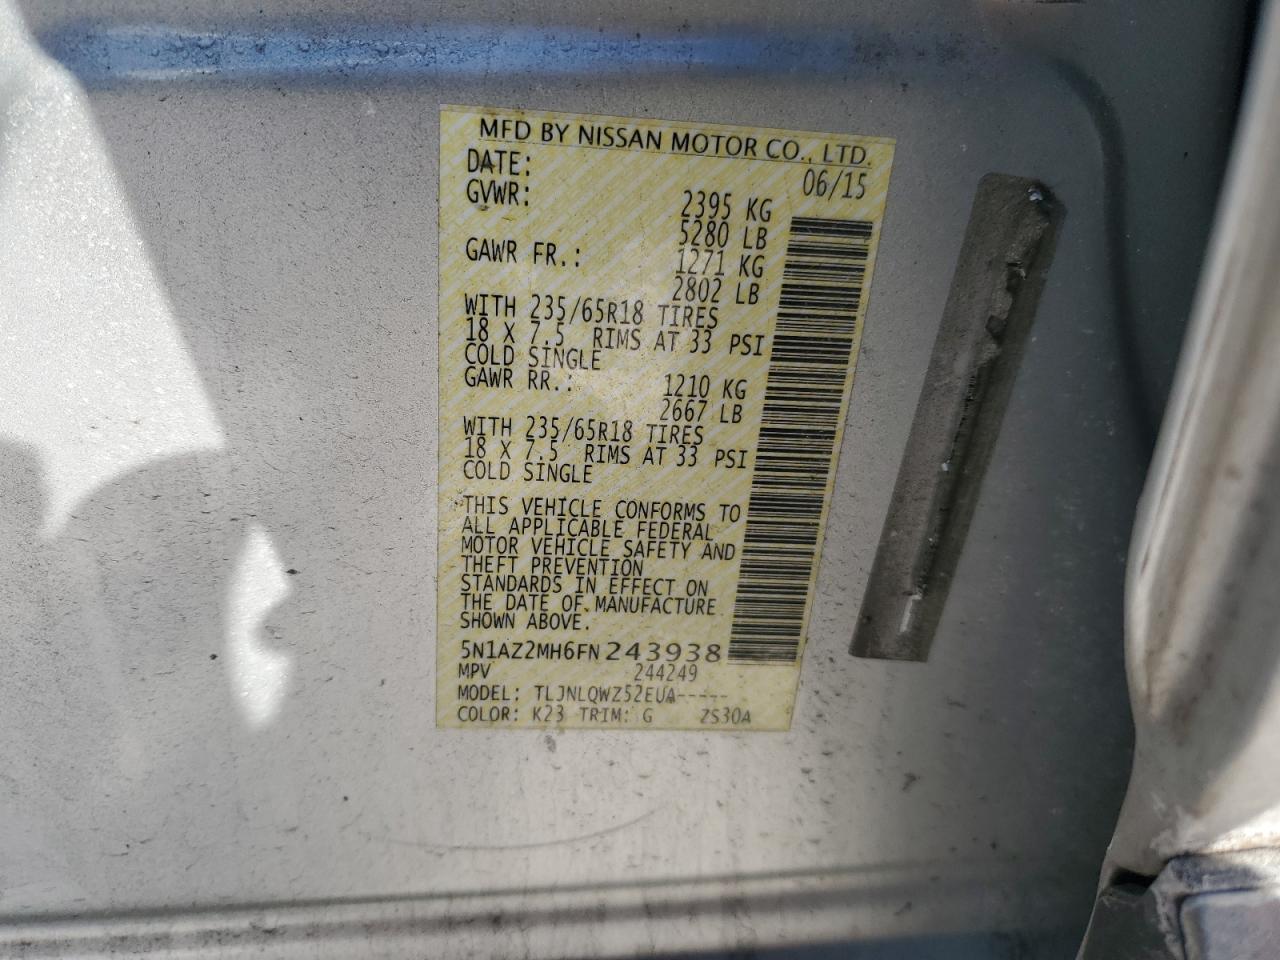 MFD BY NISSAN MOTOR CO., LTD.
DATE: 06/15
GVWR: 2395 KG
5280 LB
GAWR FR.: 1271 KG
2802 LB
WITH 235/65R18 TIRES
18 X 7.5 RIMS AT 33 PSI
COLD SINGLE
GAWR RR.: 1210 KG
2667 LB
WITH 235/65R18 TIRES
18 X 7.5 RIMS AT 33 PSI
COLD SINGLE
THIS VEHICLE CONFORMS TO
ALL APPLICABLE FEDERAL
MOTOR VEHICLE SAFETY AND
THEFT PREVENTION
STANDARDS IN EFFECT ON
THE DATE OF MANUFACTURE
SHOWN ABOVE.
5N1AZ2MH6FN243938
MPV 244249
MODEL: TLJNLQWZ52EUA-----
COLOR: K23 TRIM: G ZS30A